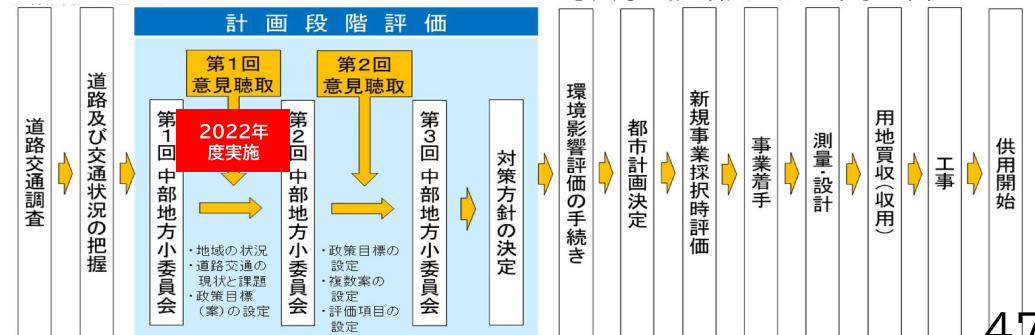 計画段階評価
道路交通調査
道路及び交通状況の把握
第1回
意見聴取
第2回
意見聴取
2022年
度実施
第1回中部地方小委員会
・地域の状況
・道路交通の
現状と課題
・政策目標
（案）の設定
第2回中部地方小委員会
・政策目標の
設定
・複数案の
設定
・評価項目の
設定
第3回中部地方小委員会
対策方針の決定
環境影響評価の手続き
都市計画決定
新規事業採択時評価
事業着手
測量・設計
用地買収（収用）
工事
供用開始
47